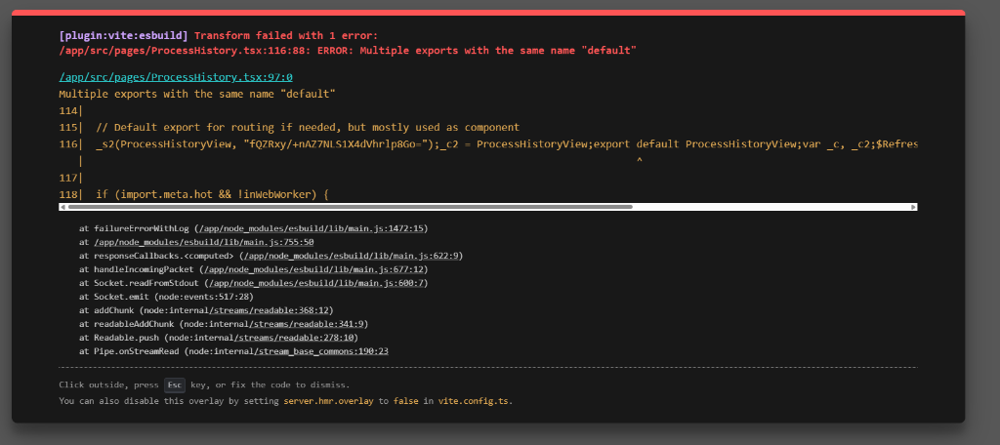 [plugin:vite:esbuild] Transform failed with 1 error:
/app/src/pages/ProcessHistory.tsx:116:88: ERROR: Multiple exports with the same name "default"
/app/src/pages/ProcessHistory.tsx:97:0
Multiple exports with the same name "default"
114|
115|  // Default export for routing if needed, but mostly used as component
116|  _s2(ProcessHistoryView, "fQZRxy/+nAZ7NLS1X4dVhrlp8Go=");_c2 = ProcessHistoryView;export default ProcessHistoryView;var _c, _c2;$Refres
   |                                                                                         ^
117|
118|  if (import.meta.hot && !inWebWorker) {
at failureErrorWithLog (/app/node_modules/esbuild/lib/main.js:1472:15)
at /app/node_modules/esbuild/lib/main.js:755:50
at responseCallbacks.<computed> (/app/node_modules/esbuild/lib/main.js:622:9)
at handleIncomingPacket (/app/node_modules/esbuild/lib/main.js:677:12)
at Socket.readFromStdout (/app/node_modules/esbuild/lib/main.js:600:7)
at Socket.emit (node:events:517:28)
at addChunk (node:internal/streams/readable:368:12)
at readableAddChunk (node:internal/streams/readable:341:9)
at Readable.push (node:internal/streams/readable:278:10)
at Pipe.onStreamRead (node:internal/stream_base_commons:190:23
Click outside, press Esc key, or fix the code to dismiss.
You can also disable this overlay by setting server.hmr.overlay to false in vite.config.ts.